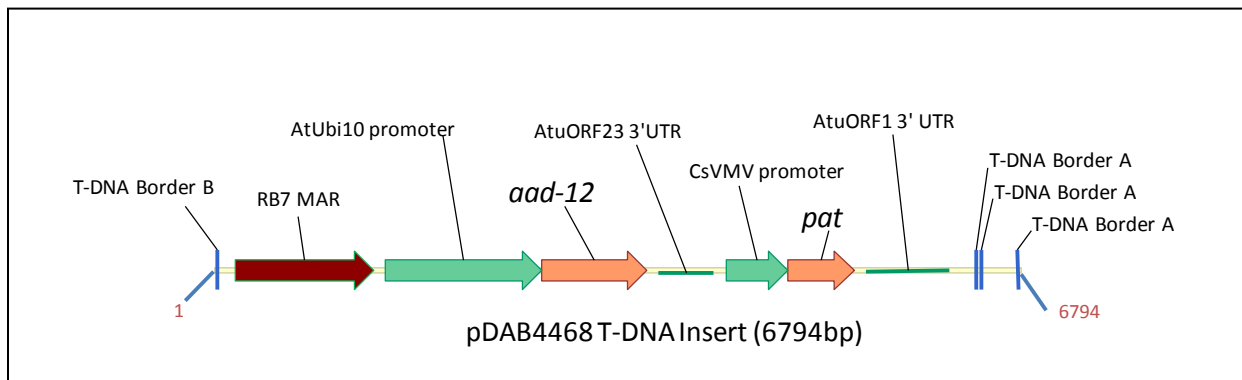 AtUbi10 promoter
AtuORF23 3'UTR
AtuORF1 3' UTR
T-DNA Border B
RB7 MAR
aad-12
CsVMV promoter
pat
T-DNA Border A
T-DNA Border A
T-DNA Border A
1
6794
pDAB4468 T-DNA Insert (6794bp)